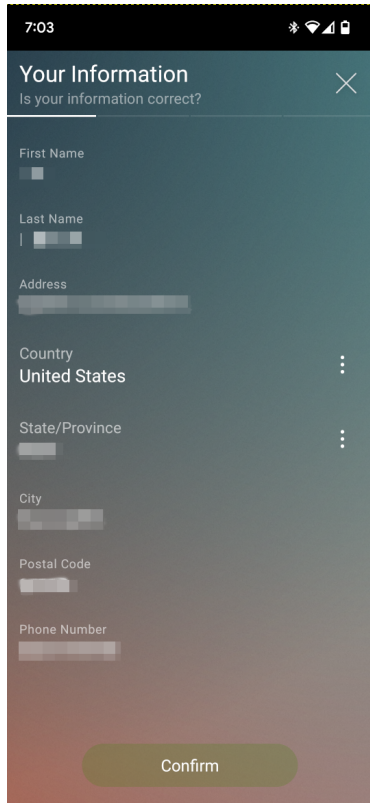 7:03
Your Information
Is your information correct?
First Name
Last Name
Address
Country
United States
State/Province
City
Postal Code
Phone Number
Confirm